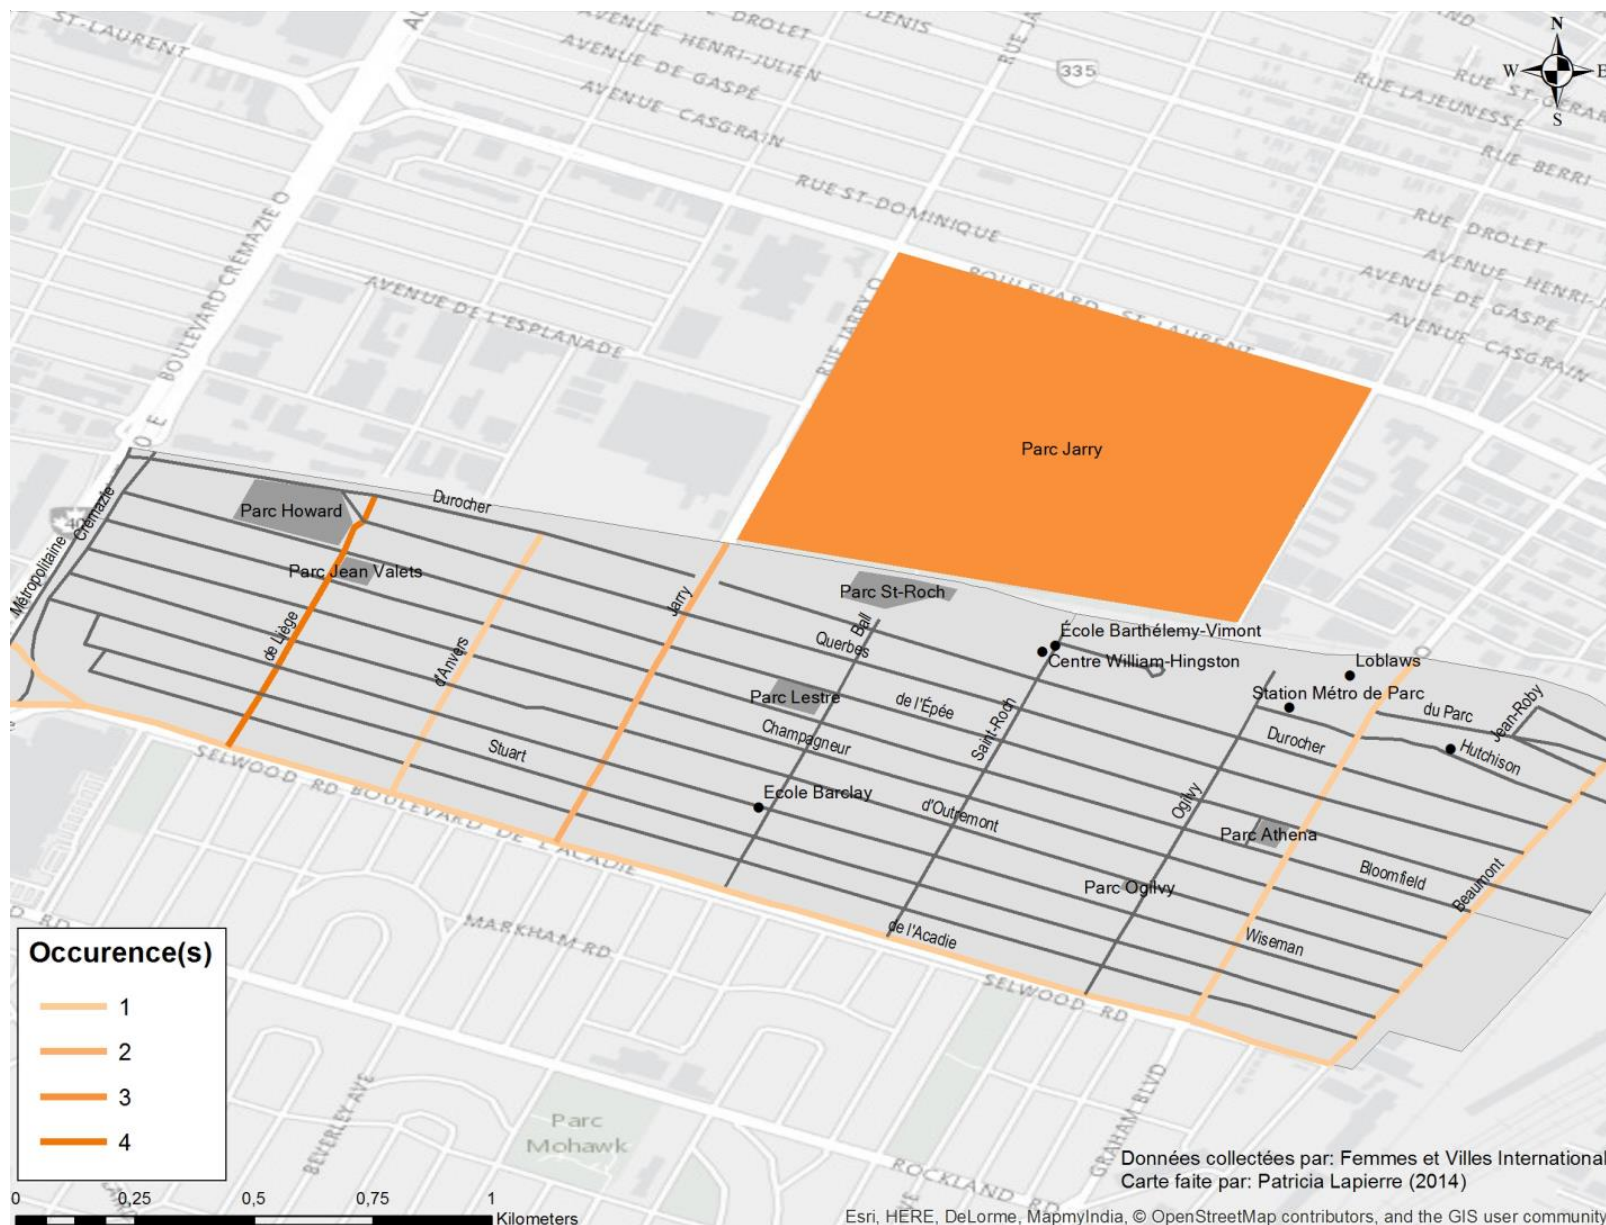 ST-LAURENT
AVENUE HENRI-JULIEN
DROLET
DENIS
AVENUE DE GASPÉ
AVENUE CASGRAIN
335
N
W
E
S
RUE LAJEUNESSE
RUE BERRI
RUE ST-DOMINIQUE
RUE DROLET
AVENUE DE GASPÉ
AVENUE CASGRAIN
BOULEVARD CRÉMAZIE O
AVENUE DE L'ESPLANADE
RUE JARRY O
BOULEVARD ST-LAURENT
Parc Jarry
O E
40
Métropolitaine
Crémazie
Parc Howard
Durocher
Parc Jean Valets
de Liège
d'Anvers
Jarry
Parc St-Roch
Ball
Querbes
École Barthélemy-Vimont
Centre William-Hingston
Loblaws
Station Métro de Parc
du Parc
Jean-Roby
Parc Lestre
de l'Épée
Saint-Roch
Durocher
Hutchison
Champagneur
Stuart
Ecole Barclay
d'Outremont
Ogilvy
Parc Athena
Bloomfield
Beaumont
Parc Ogilvy
de l'Acadie
Wiseman
SELWOOD RD
BOULEVARD DE L'ACADIE
MARKHAM RD
SELWOOD RD
O RD
BEVERLEY AVE
Parc
Mohawk
GRAHAM BLVD
ROCKLAND RD
Occurence(s)
1
2
3
4
0
0,25
0,5
0,75
1
Kilometers
Données collectées par: Femmes et Villes International
Carte faite par: Patricia Lapierre (2014)
Esri, HERE, DeLorme, MapmyIndia, © OpenStreetMap contributors, and the GIS user community